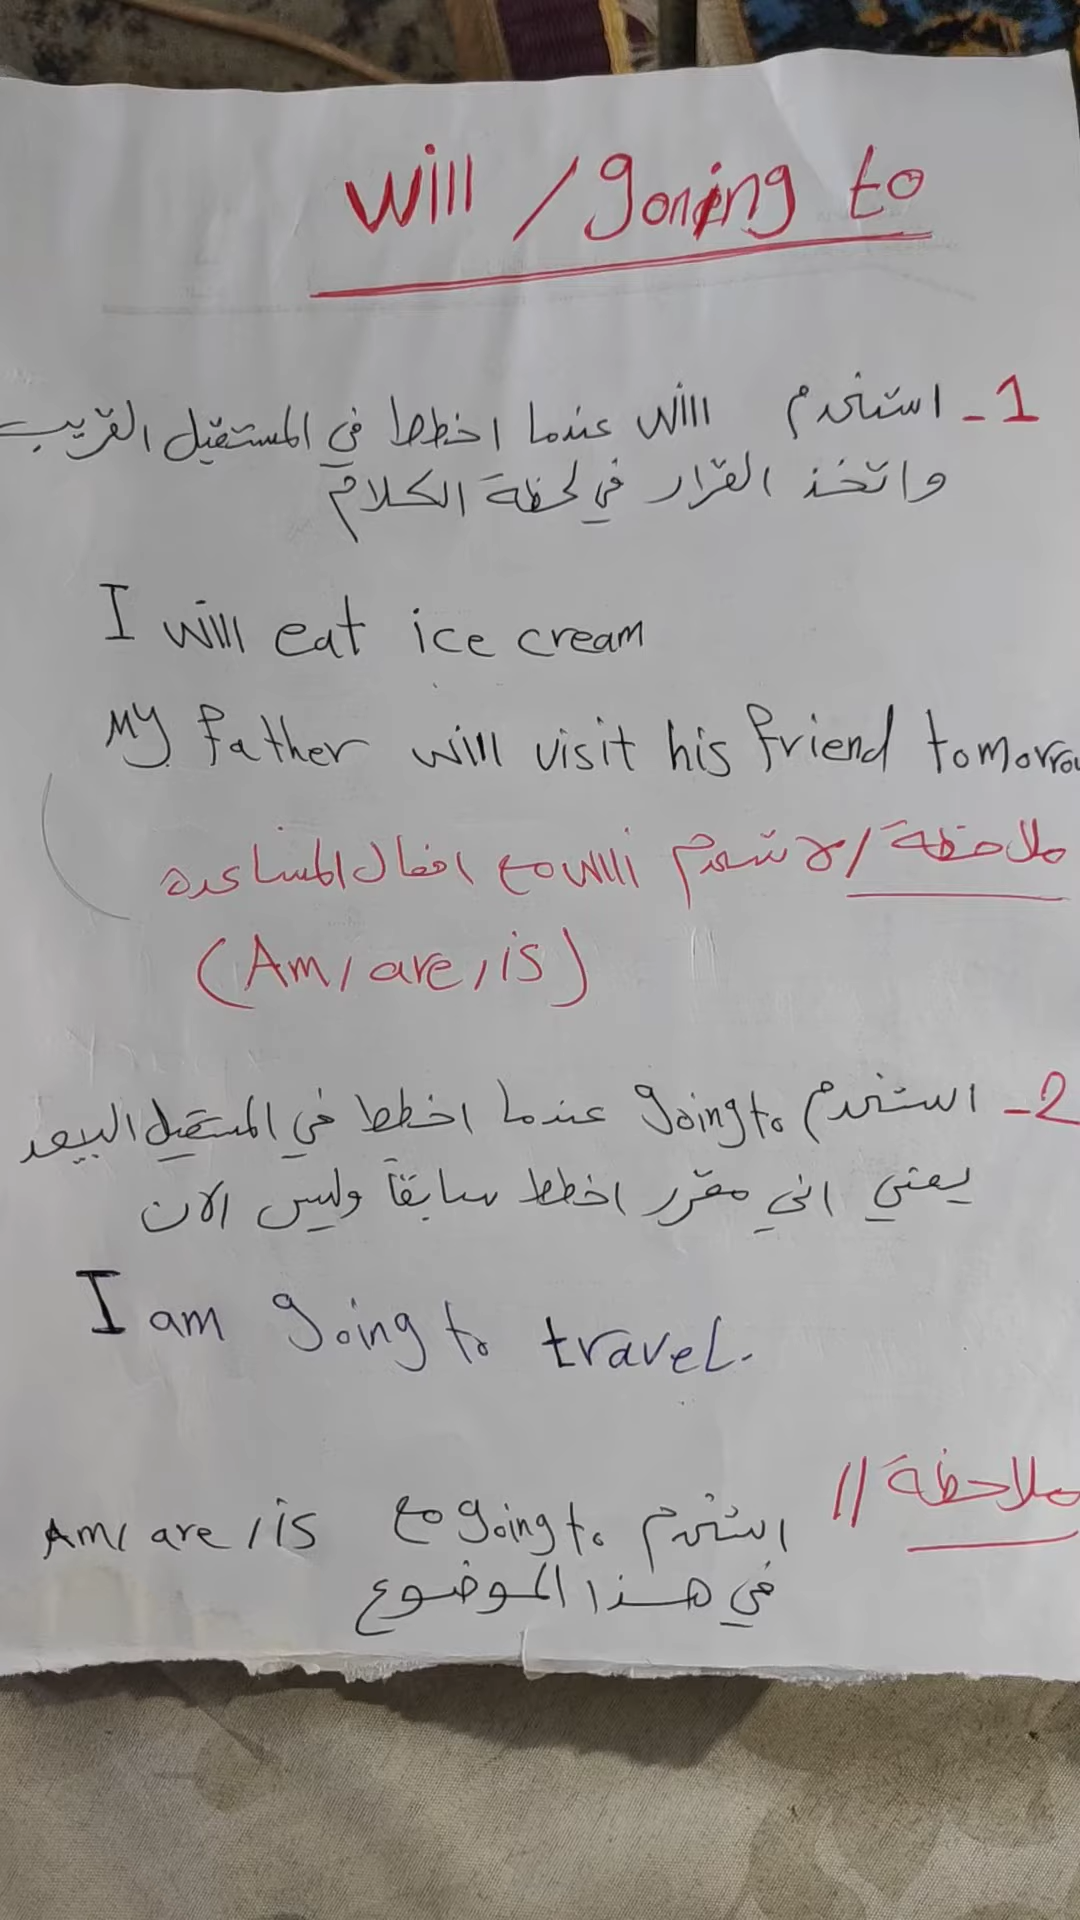 will / going to
1- استخدم will عندما اخطط في المستقبل القريب
واتخذ القرار في لحظة الكلام
I will eat ice cream
My father will visit his friend tomorrow
ملاحظة / لا تستخدم will مع افعال المساعده
(Am / are / is)
2- استخدم going to عندما اخطط في المستقبل البعيد
يعني اني مقرر اخطط سابقاً وليس الان
I am going to travel.
ملاحظة // استخدم going to مع Am / are / is
في هذا الموضوع